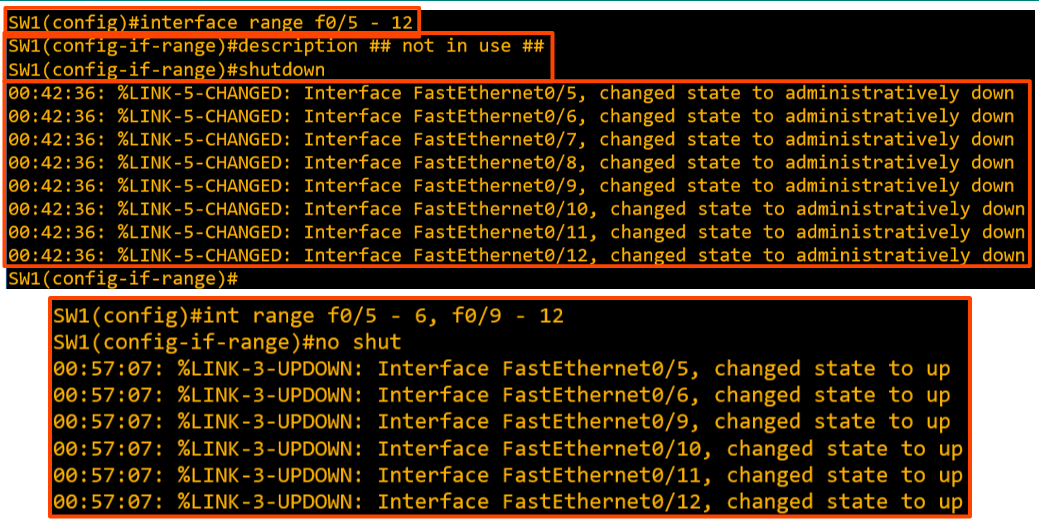 SW1(config)#interface range f0/5 - 12
SW1(config-if-range)#description ## not in use ##
SW1(config-if-range)#shutdown
00:42:36: %LINK-5-CHANGED: Interface FastEthernet0/5, changed state to administratively down
00:42:36: %LINK-5-CHANGED: Interface FastEthernet0/6, changed state to administratively down
00:42:36: %LINK-5-CHANGED: Interface FastEthernet0/7, changed state to administratively down
00:42:36: %LINK-5-CHANGED: Interface FastEthernet0/8, changed state to administratively down
00:42:36: %LINK-5-CHANGED: Interface FastEthernet0/9, changed state to administratively down
00:42:36: %LINK-5-CHANGED: Interface FastEthernet0/10, changed state to administratively down
00:42:36: %LINK-5-CHANGED: Interface FastEthernet0/11, changed state to administratively down
00:42:36: %LINK-5-CHANGED: Interface FastEthernet0/12, changed state to administratively down
SW1(config-if-range)#
SW1(config)#int range f0/5 - 6, f0/9 - 12
SW1(config-if-range)#no shut
00:57:07: %LINK-3-UPDOWN: Interface FastEthernet0/5, changed state to up
00:57:07: %LINK-3-UPDOWN: Interface FastEthernet0/6, changed state to up
00:57:07: %LINK-3-UPDOWN: Interface FastEthernet0/9, changed state to up
00:57:07: %LINK-3-UPDOWN: Interface FastEthernet0/10, changed state to up
00:57:07: %LINK-3-UPDOWN: Interface FastEthernet0/11, changed state to up
00:57:07: %LINK-3-UPDOWN: Interface FastEthernet0/12, changed state to up